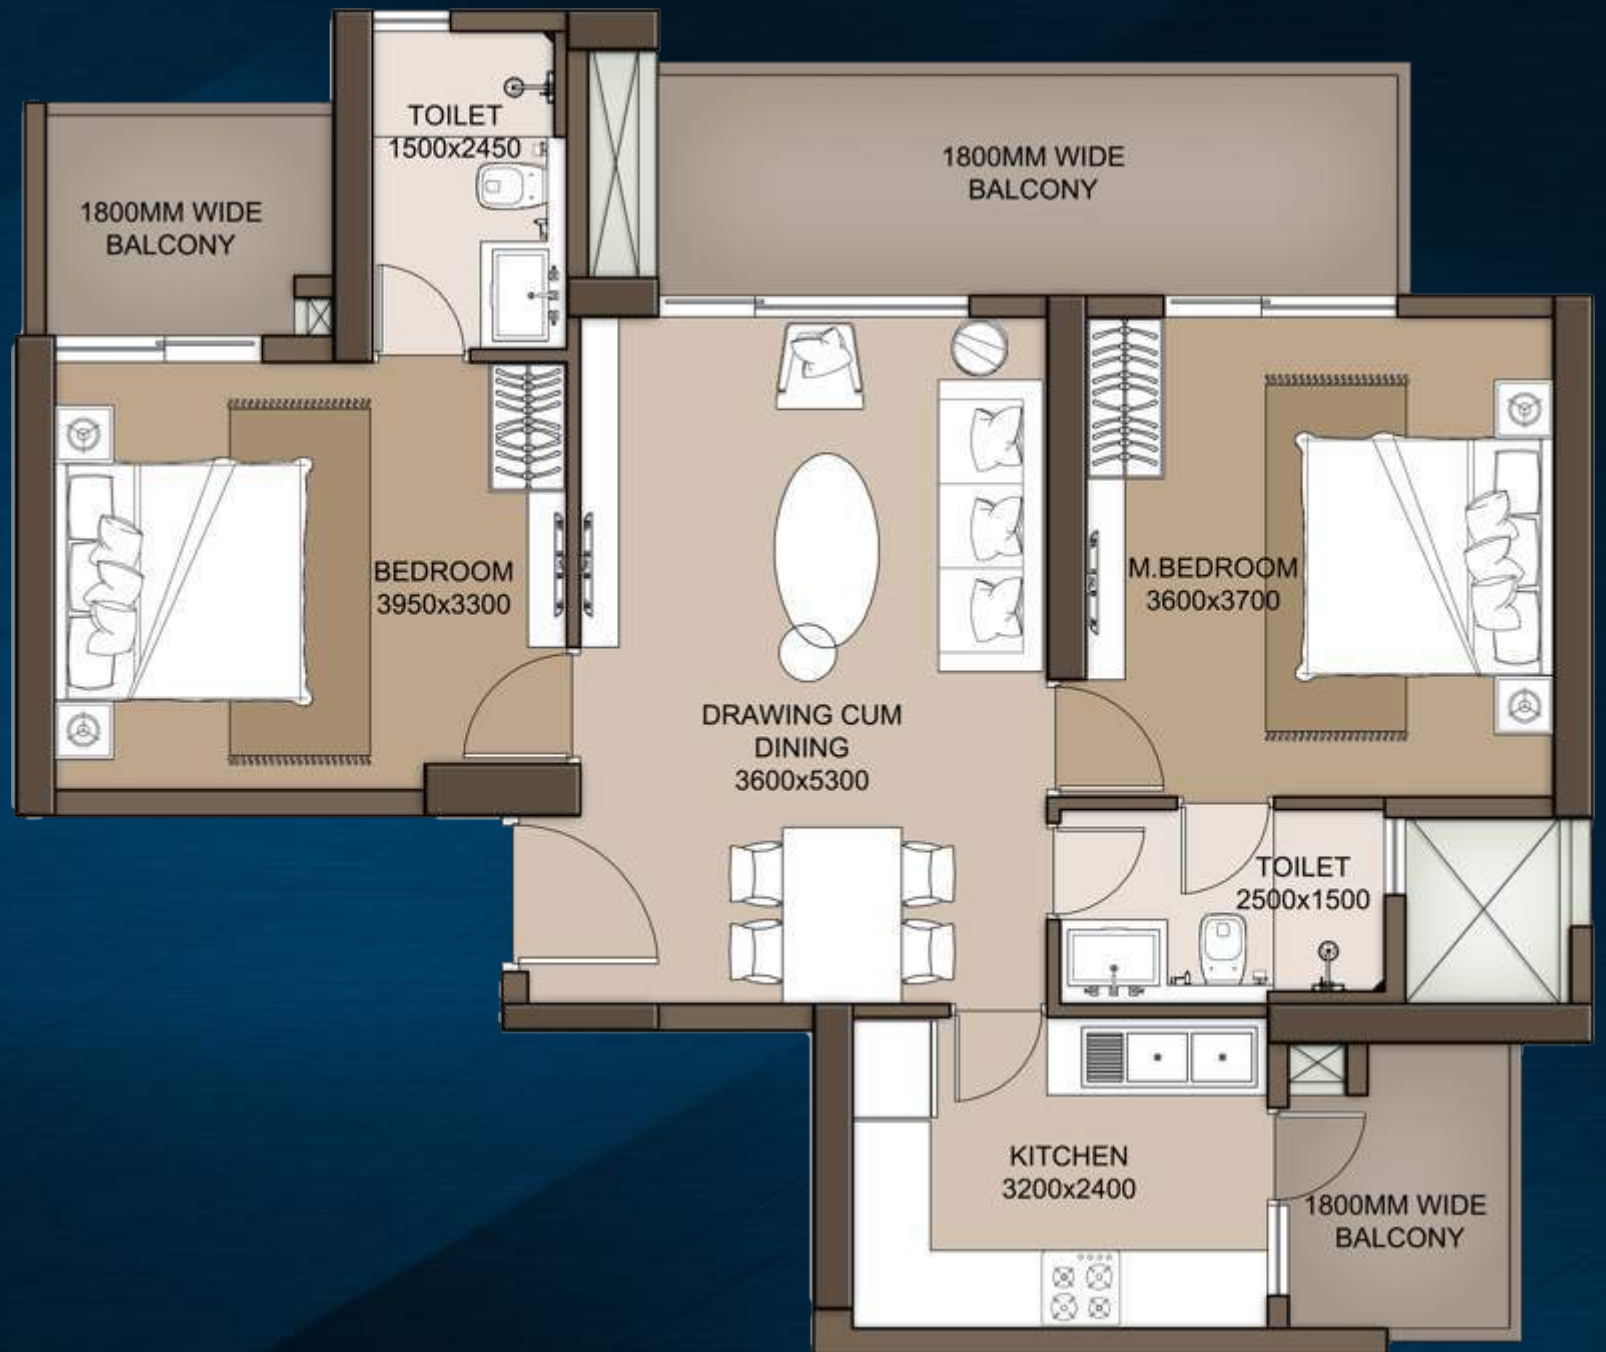 TOILET
1500x2450
1800MM WIDE
BALCONY
1800MM WIDE
BALCONY
BEDROOM
3950x3300
M.BEDROOM
3600x3700
DRAWING CUM
DINING
3600x5300
TOILET
2500x1500
KITCHEN
3200x2400
1800MM WIDE
BALCONY